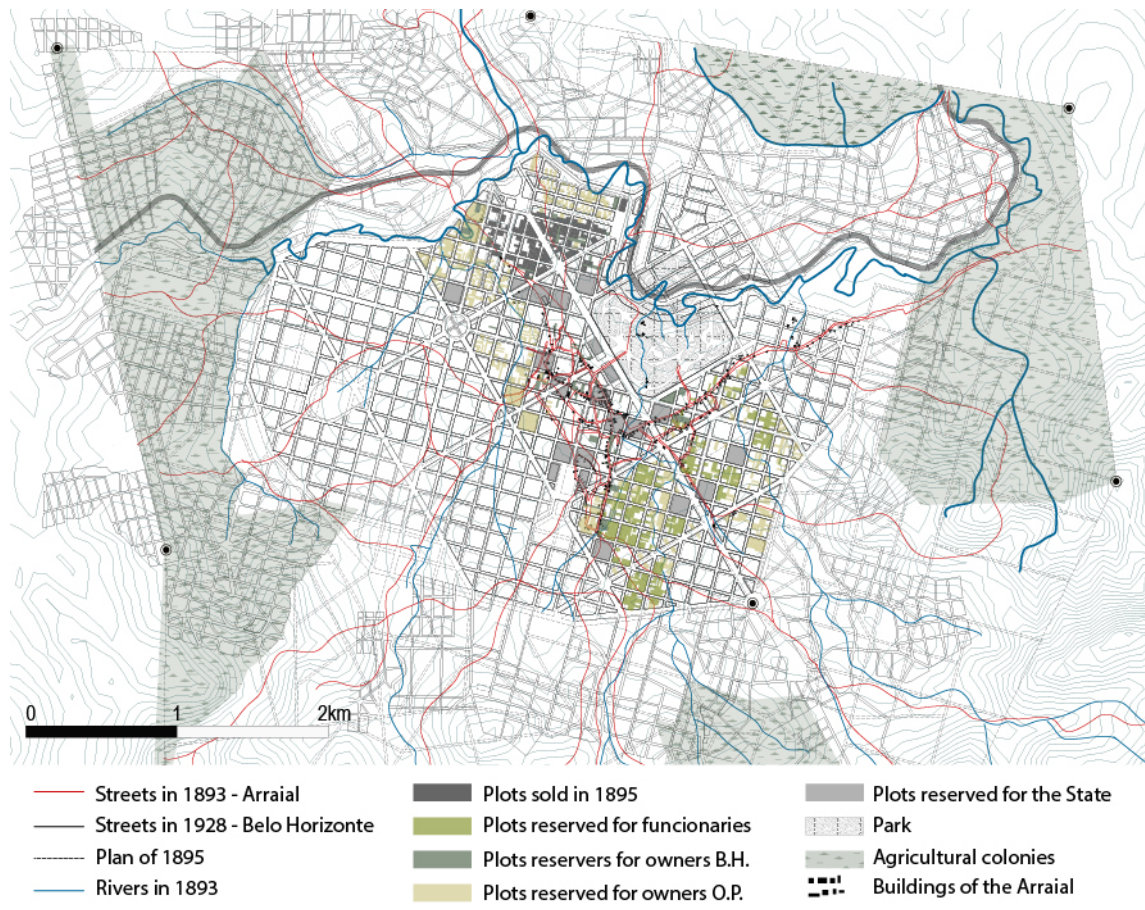 0 1 2km
Streets in 1893 - Arraial
Streets in 1928 - Belo Horizonte
Plan of 1895
Rivers in 1893
Plots sold in 1895
Plots reserved for funcionaries
Plots reservers for owners B.H.
Plots reserved for owners O.P.
Plots reserved for the State
Park
Agricultural colonies
Buildings of the Arraial